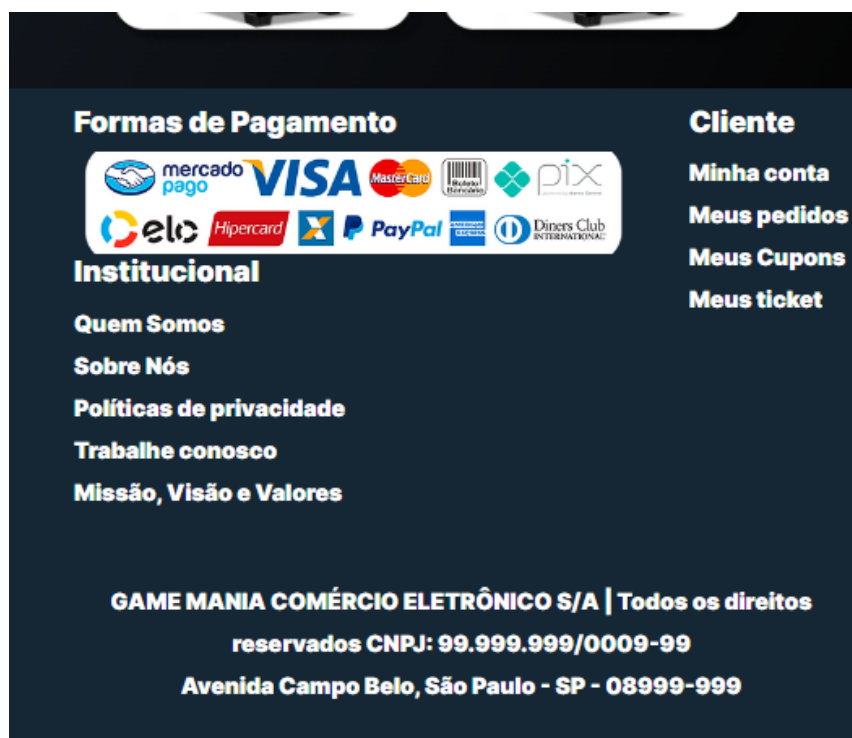 Formas de Pagamento
mercado pago VISA MasterCard Boleto Bancário pix
elo Hipercard PayPal AMERICAN EXPRESS Diners Club INTERNATIONAL
Institucional
Quem Somos
Sobre Nós
Políticas de privacidade
Trabalhe conosco
Missão, Visão e Valores
Cliente
Minha conta
Meus pedidos
Meus Cupons
Meus ticket
GAME MANIA COMÉRCIO ELETRÔNICO S/A | Todos os direitos
reservados CNPJ: 99.999.999/0009-99
Avenida Campo Belo, São Paulo - SP - 08999-999